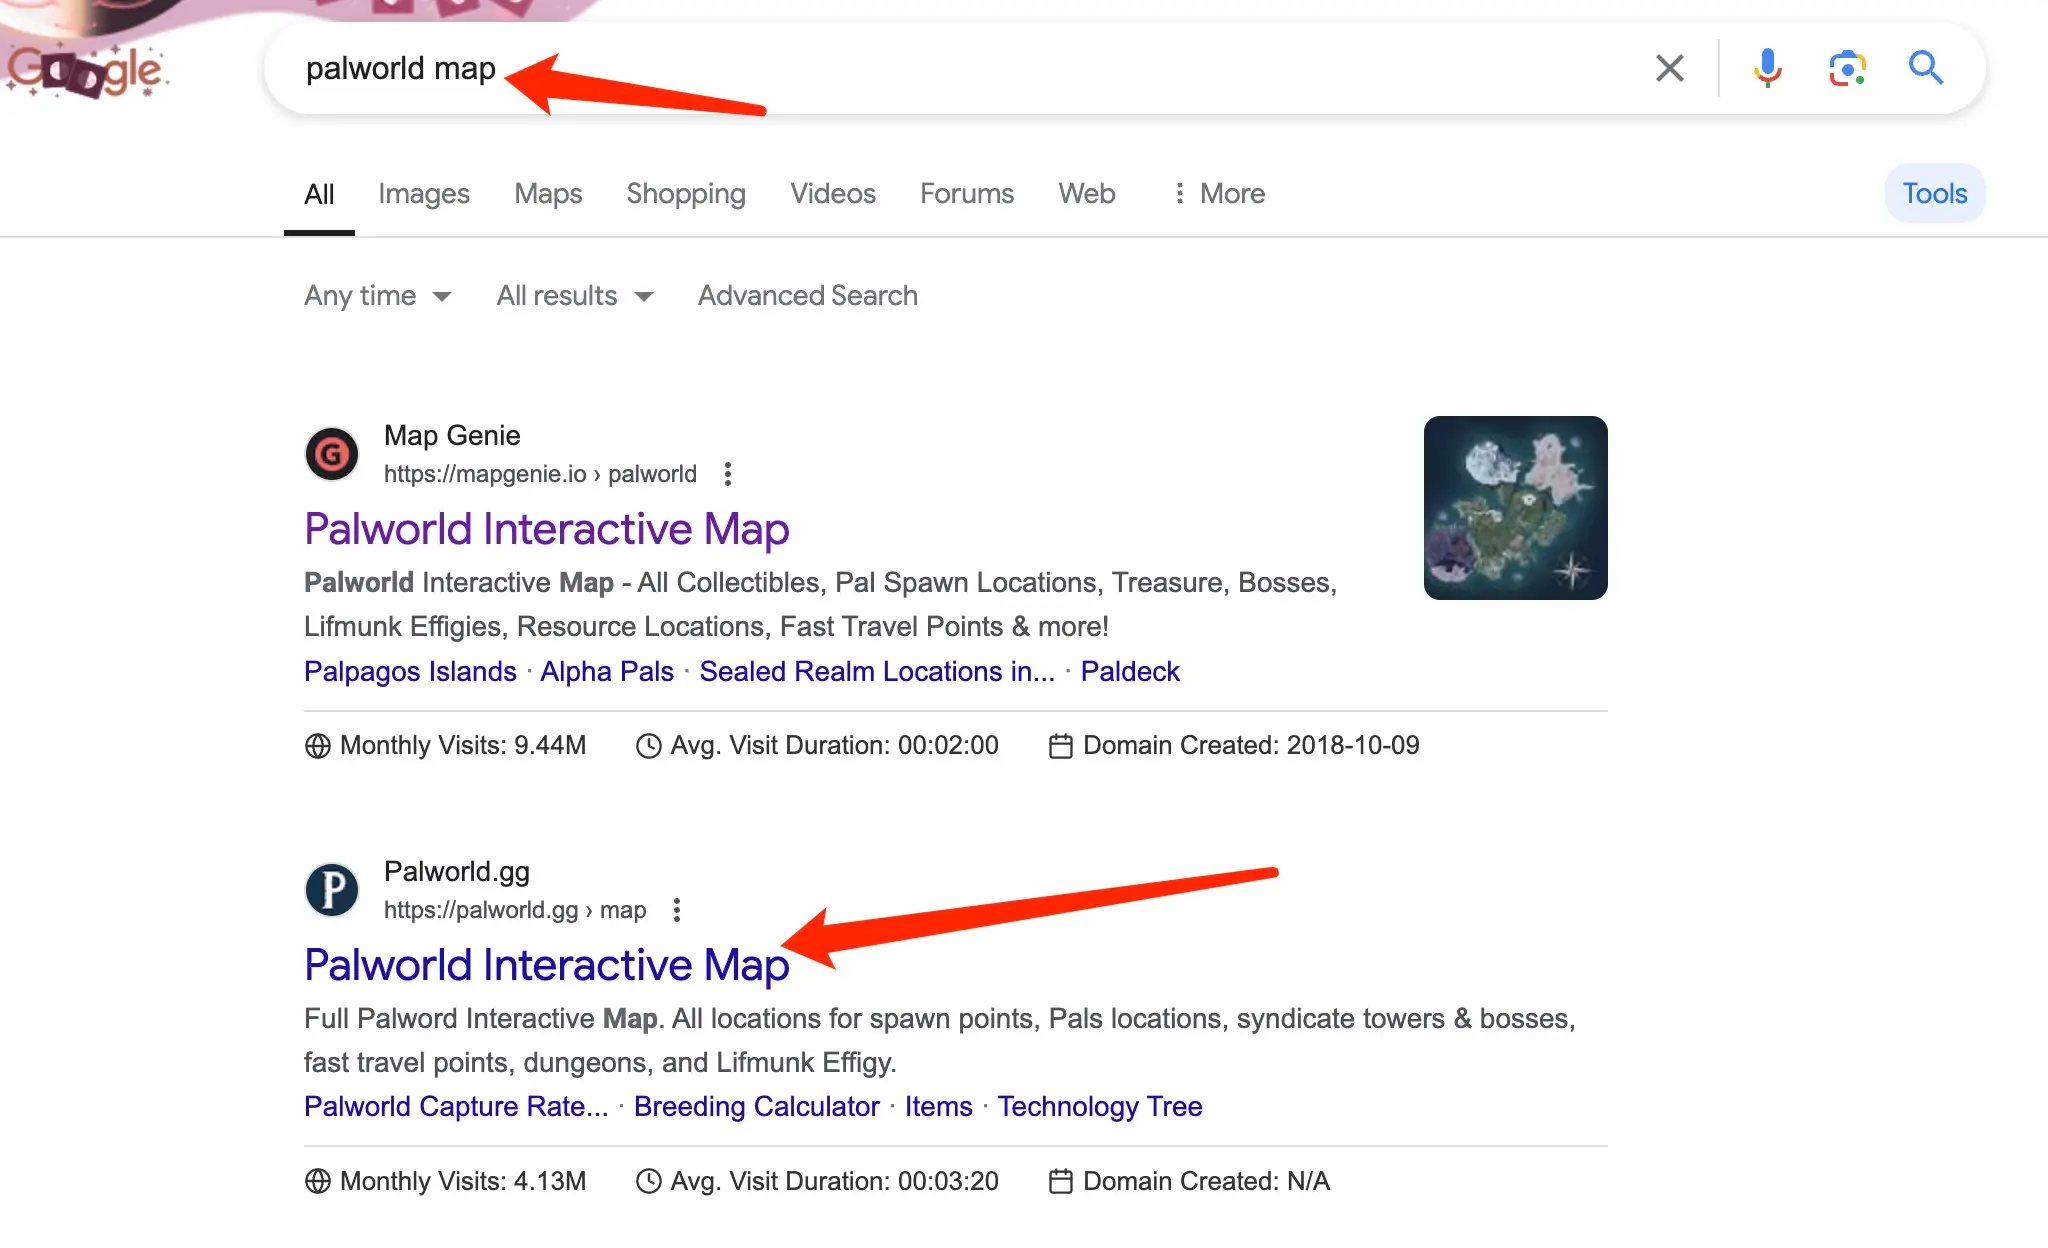 Google
palworld map
All Images Maps Shopping Videos Forums Web More Tools
Any time All results Advanced Search
G
Map Genie
https://mapgenie.io › palworld
Palworld Interactive Map
Palworld Interactive Map - All Collectibles, Pal Spawn Locations, Treasure, Bosses,
Lifmunk Effigies, Resource Locations, Fast Travel Points & more!
Palpagos Islands · Alpha Pals · Sealed Realm Locations in... · Paldeck
Monthly Visits: 9.44M Avg. Visit Duration: 00:02:00 Domain Created: 2018-10-09
P
Palworld.gg
https://palworld.gg › map
Palworld Interactive Map
Full Palword Interactive Map. All locations for spawn points, Pals locations, syndicate towers & bosses,
fast travel points, dungeons, and Lifmunk Effigy.
Palworld Capture Rate... · Breeding Calculator · Items · Technology Tree
Monthly Visits: 4.13M Avg. Visit Duration: 00:03:20 Domain Created: N/A